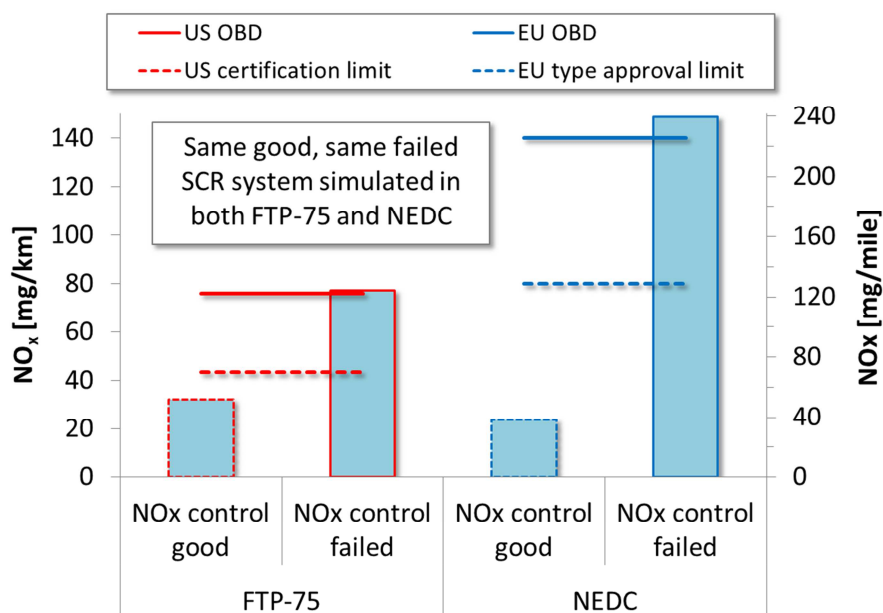 US OBD
EU OBD
US certification limit
EU type approval limit
Same good, same failed
SCR system simulated in
both FTP-75 and NEDC
NOx [mg/km]
140
120
100
80
60
40
20
0
240
200
160
120
80
40
0
NOx [mg/mile]
NOx control
good
NOx control
failed
NOx control
good
NOx control
failed
FTP-75
NEDC